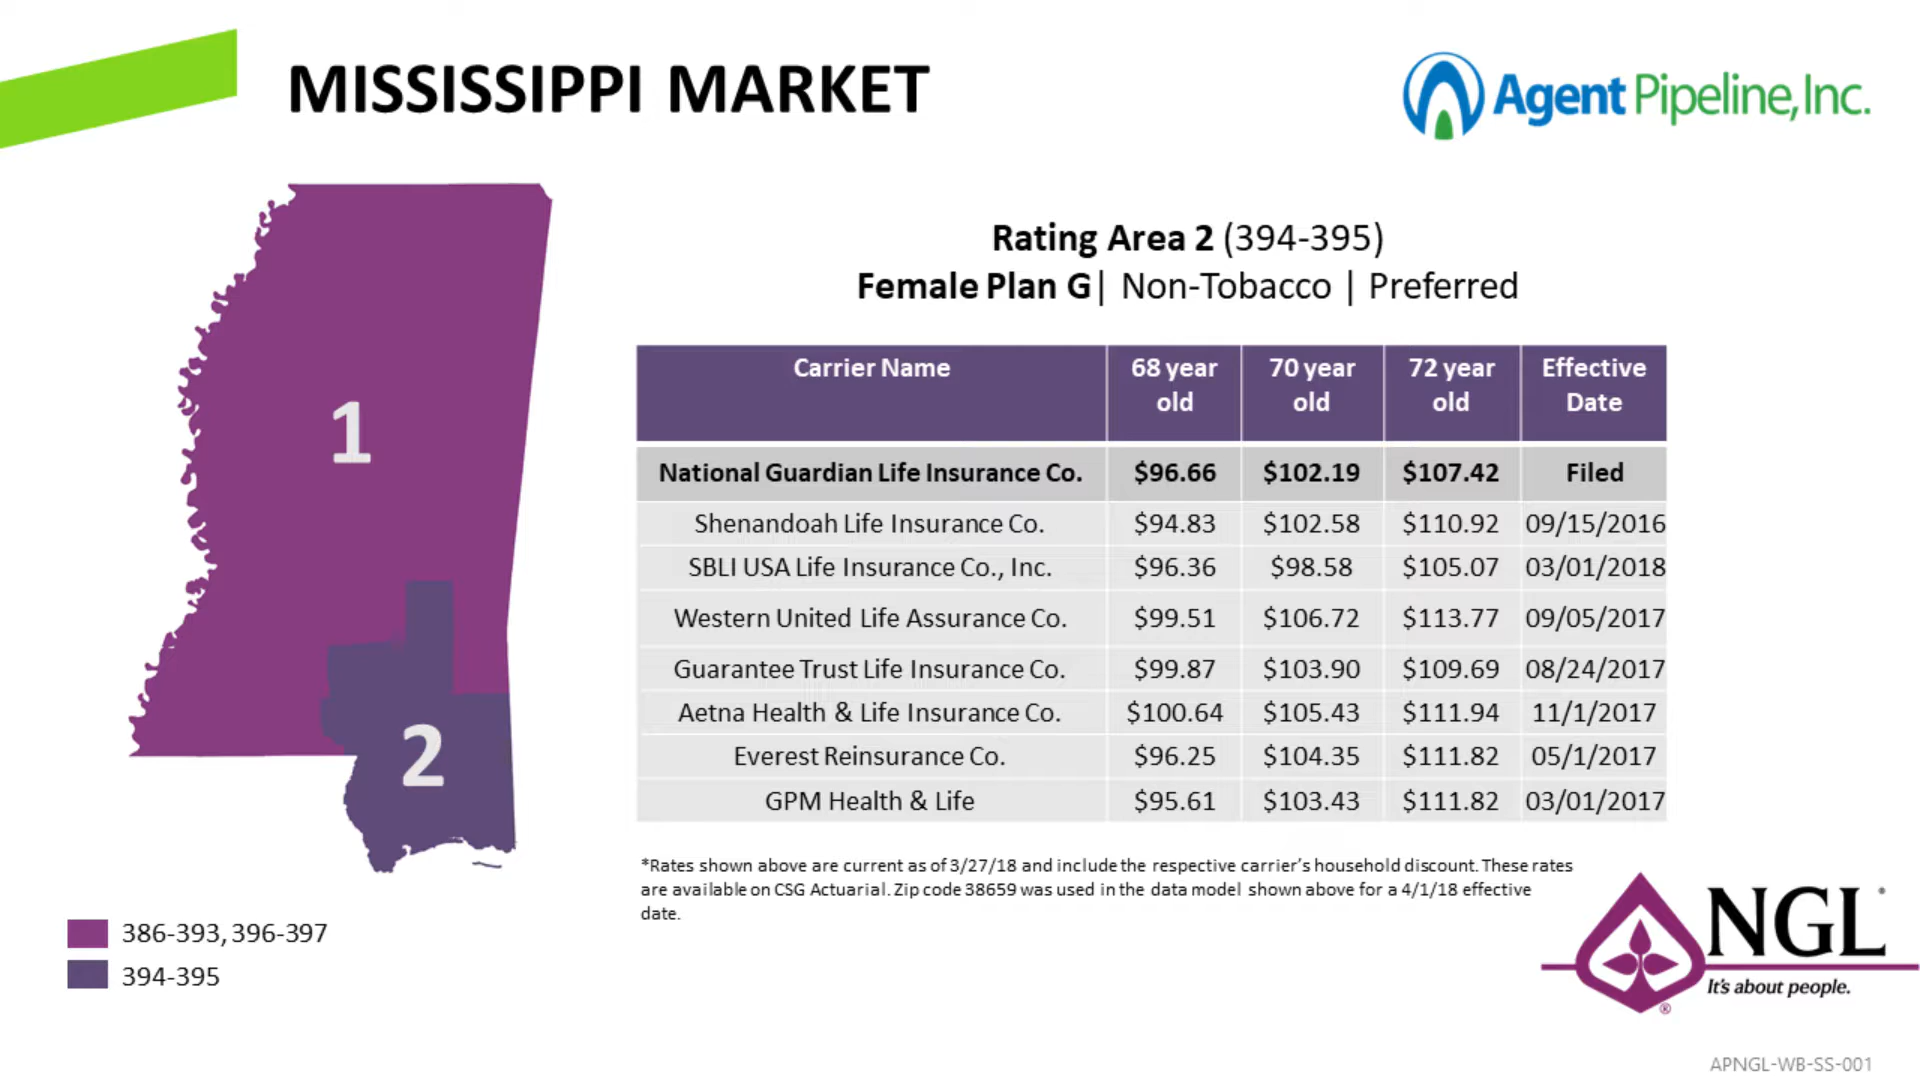 MISSISSIPPI MARKET
Agent Pipeline, Inc.
1
2
386-393, 396-397
394-395
Rating Area 2 (394-395)
Female Plan G| Non-Tobacco | Preferred
Carrier Name 68 year old 70 year old 72 year old Effective Date
National Guardian Life Insurance Co. $96.66 $102.19 $107.42 Filed
Shenandoah Life Insurance Co. $94.83 $102.58 $110.92 09/15/2016
SBLI USA Life Insurance Co., Inc. $96.36 $98.58 $105.07 03/01/2018
Western United Life Assurance Co. $99.51 $106.72 $113.77 09/05/2017
Guarantee Trust Life Insurance Co. $99.87 $103.90 $109.69 08/24/2017
Aetna Health & Life Insurance Co. $100.64 $105.43 $111.94 11/1/2017
Everest Reinsurance Co. $96.25 $104.35 $111.82 05/1/2017
GPM Health & Life $95.61 $103.43 $111.82 03/01/2017
*Rates shown above are current as of 3/27/18 and include the respective carrier's household discount. These rates
are available on CSG Actuarial. Zip code 38659 was used in the data model shown above for a 4/1/18 effective
date.
NGL
It's about people.
®
APNGL-WB-SS-001